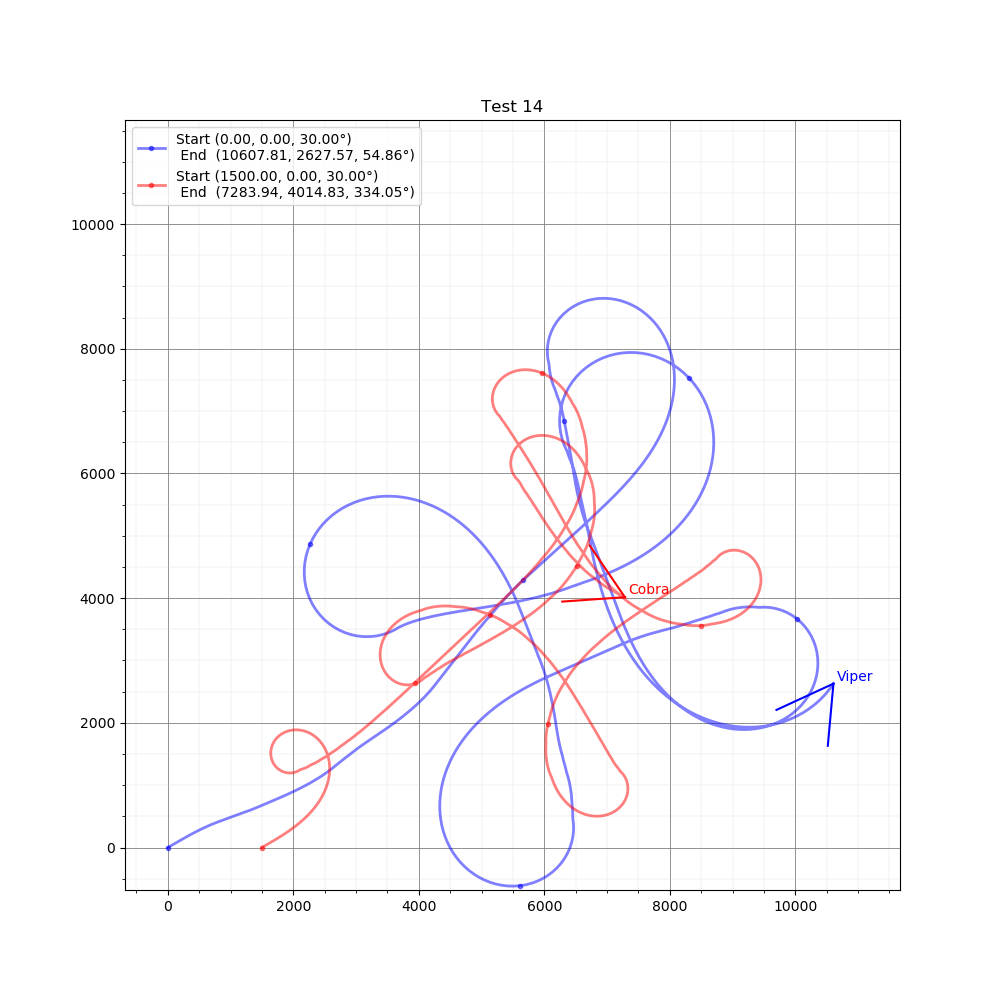 Test 14
Start (0.00, 0.00, 30.00°)
End (10607.81, 2627.57, 54.86°)
Start (1500.00, 0.00, 30.00°)
End (7283.94, 4014.83, 334.05°)
10000
8000
6000
4000
2000
0
Cobra
Viper
0 2000 4000 6000 8000 10000